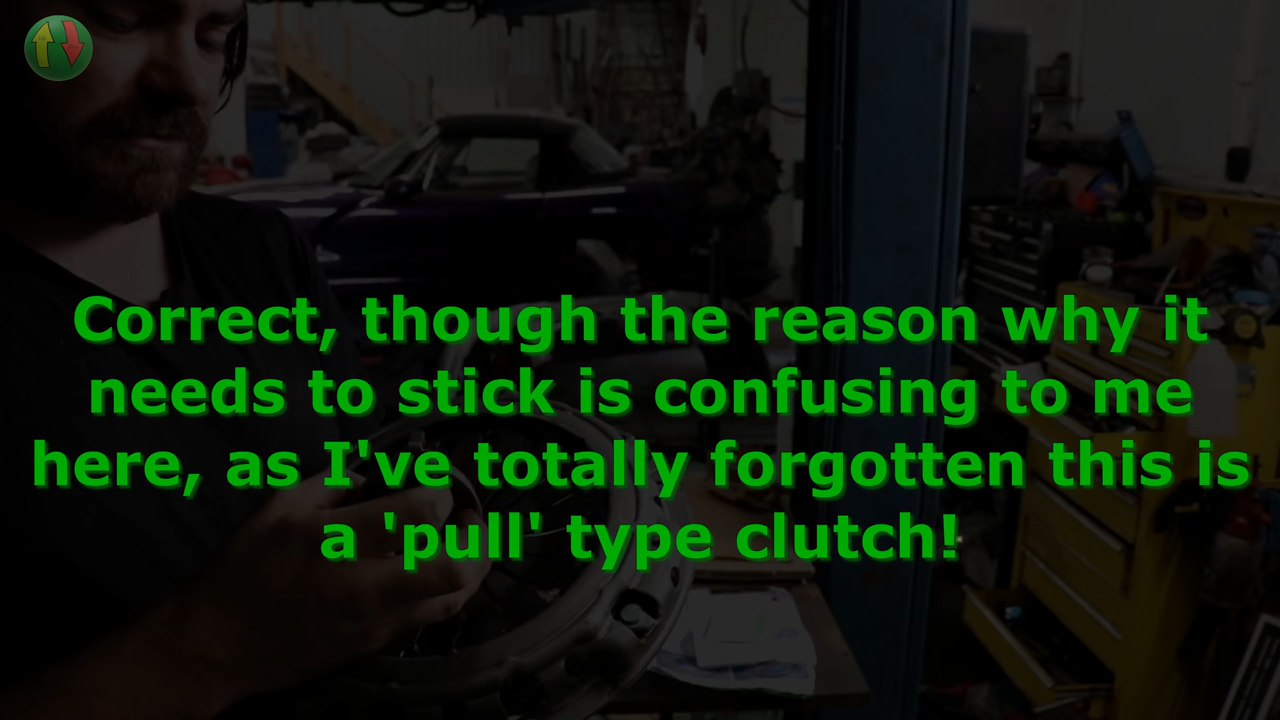 Correct, though the reason why it
needs to stick is confusing to me
here, as I've totally forgotten this is
a 'pull' type clutch!